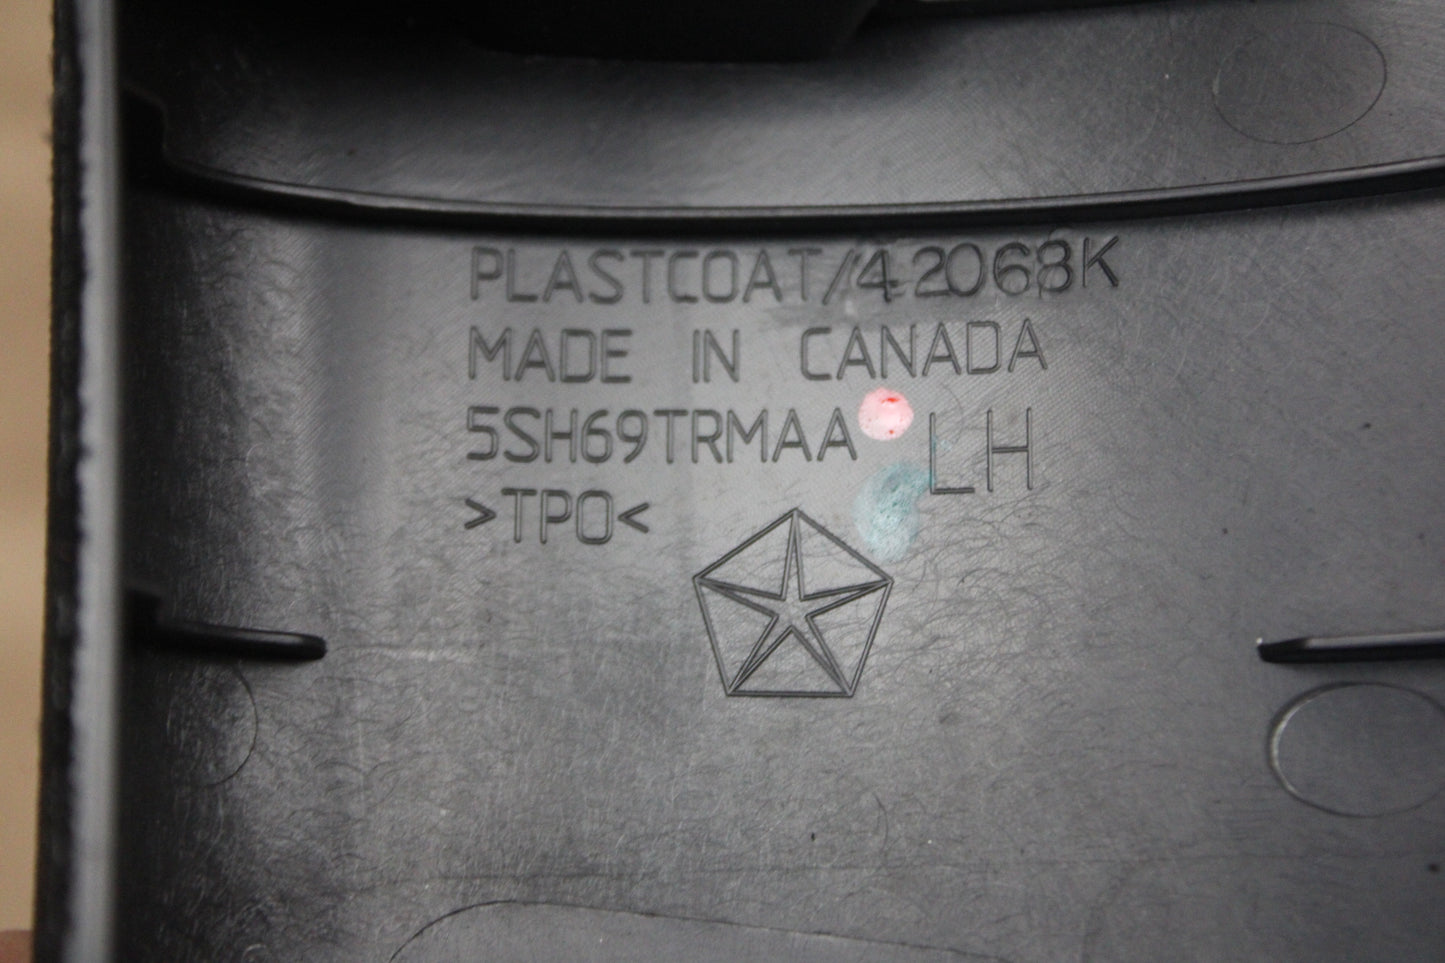 PLASTCOAT/42068K
MADE IN CANADA
5SH69TRMAA LH
>TPO<